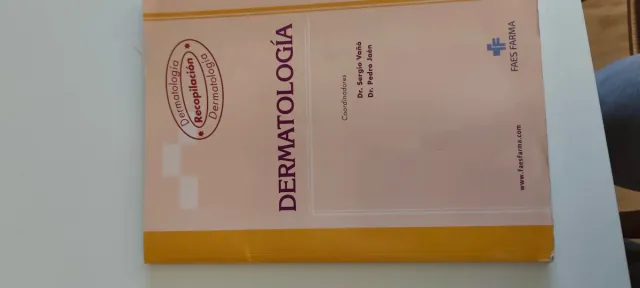 Dermatología
* Recopilación *
Dermatología
DERMATOLOGÍA
Coordinadores
Dr. Sergio Vañó
Dr. Pedro Jaén
FAES FARMA
www.faesfarma.com